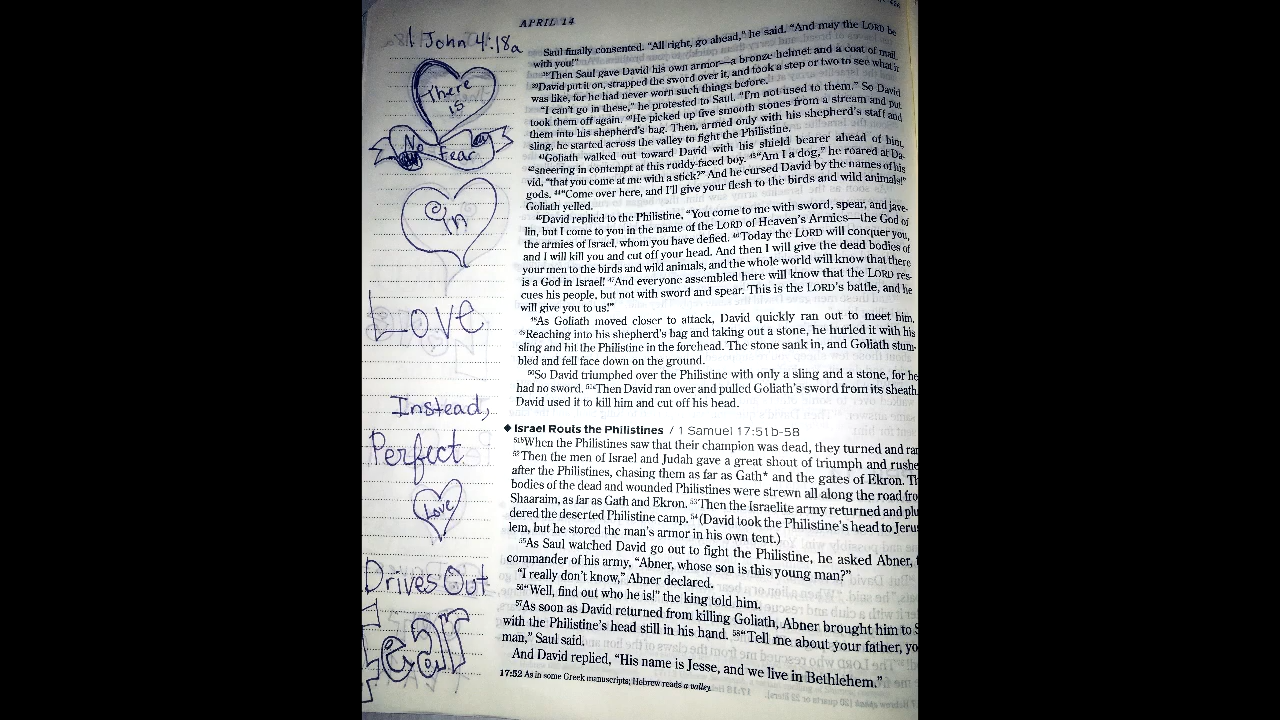 APRIL 14
1 John 4:18a
There
is
No
Fear
in
Love
Instead,
Perfect
Love
Drives Out
Fear
Saul finally consented. "All right, go ahead," he said. "And may the LORD be
with you!"
38Then Saul gave David his own armor—a bronze helmet and a coat of mail.
39David put it on, strapped the sword over it, and took a step or two to see what it
was like, for he had never worn such things before.
"I can't go in these," he protested to Saul. "I'm not used to them." So David
took them off again. 40He picked up five smooth stones from a stream and put
them into his shepherd's bag. Then, armed only with his shepherd's staff and
sling, he started across the valley to fight the Philistine.
41Goliath walked out toward David with his shield bearer ahead of him,
42sneering in contempt at this ruddy-faced boy. 43"Am I a dog," he roared at Da-
vid, "that you come at me with a stick?" And he cursed David by the names of his
gods. 44"Come over here, and I'll give your flesh to the birds and wild animals!"
Goliath yelled.
45David replied to the Philistine, "You come to me with sword, spear, and jave-
lin, but I come to you in the name of the LORD of Heaven's Armies—the God of
the armies of Israel, whom you have defied. 46Today the LORD will conquer you,
and I will kill you and cut off your head. And then I will give the dead bodies of
your men to the birds and wild animals, and the whole world will know that there
is a God in Israel! 47And everyone assembled here will know that the LORD res-
cues his people, but not with sword and spear. This is the LORD's battle, and he
will give you to us!"
48As Goliath moved closer to attack, David quickly ran out to meet him.
49Reaching into his shepherd's bag and taking out a stone, he hurled it with his
sling and hit the Philistine in the forehead. The stone sank in, and Goliath stum-
bled and fell face down on the ground.
50So David triumphed over the Philistine with only a sling and a stone, for he
had no sword. 51aThen David ran over and pulled Goliath's sword from its sheath.
David used it to kill him and cut off his head.
◆ Israel Routs the Philistines / 1 Samuel 17:51b-58
51bWhen the Philistines saw that their champion was dead, they turned and ran
52Then the men of Israel and Judah gave a great shout of triumph and rushe
after the Philistines, chasing them as far as Gath* and the gates of Ekron. Th
bodies of the dead and wounded Philistines were strewn all along the road fro
Shaaraim, as far as Gath and Ekron. 53Then the Israelite army returned and plu
dered the deserted Philistine camp. 54(David took the Philistine's head to Jeru
lem, but he stored the man's armor in his own tent.)
55As Saul watched David go out to fight the Philistine, he asked Abner,
commander of his army, "Abner, whose son is this young man?"
"I really don't know," Abner declared.
56"Well, find out who he is!" the king told him.
57As soon as David returned from killing Goliath, Abner brought him to S
with the Philistine's head still in his hand. 58"Tell me about your father, yo
man," Saul said.
And David replied, "His name is Jesse, and we live in Bethlehem."
17:52 As in some Greek manuscripts; Hebrew reads a valley.